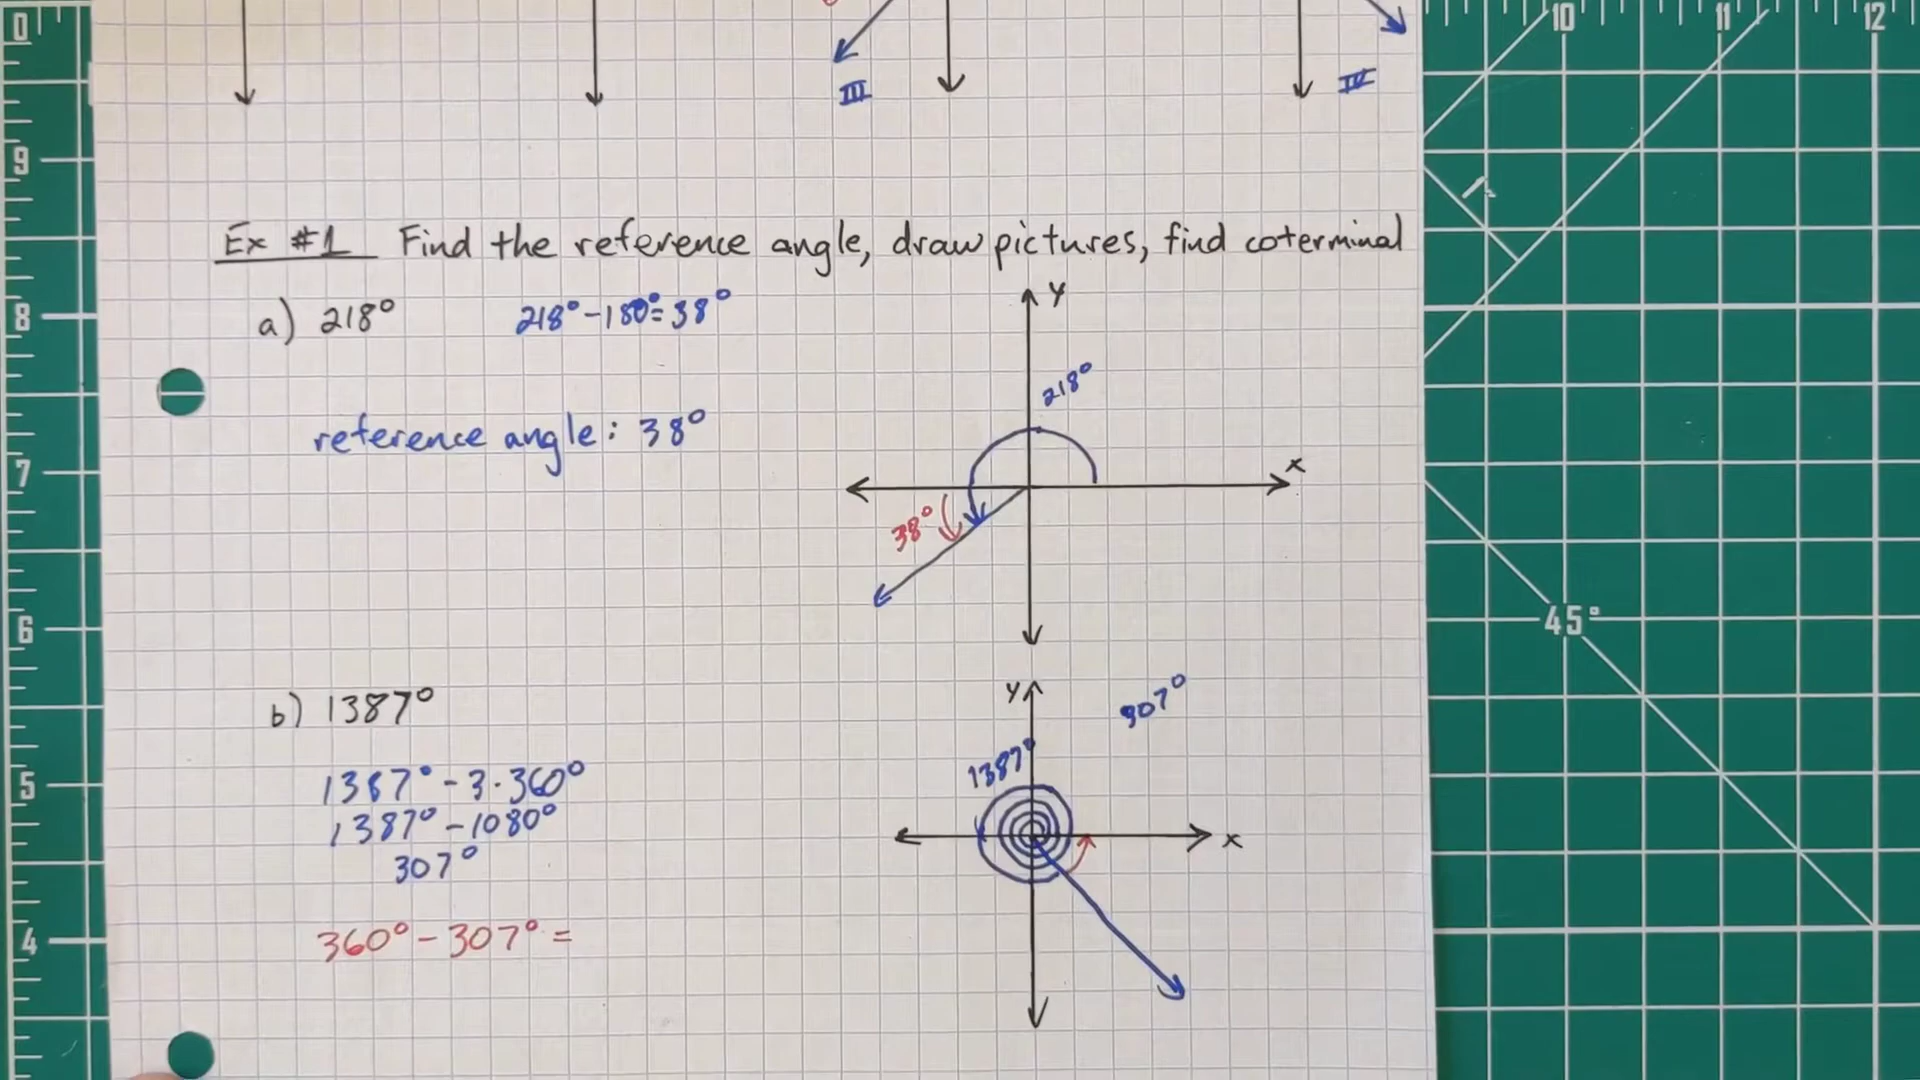 0
10
11
12
III
IV
9
Ex #1 Find the reference angle, draw pictures, find coterminal
a) 218° 218°-180°=38°
y
8
218°
reference angle: 38°
7
x
38°
6
45°
b) 1387°
y
307°
1387°
1387° - 3·360°
5
1387° - 1080°
x
307°
360° - 307° =
4